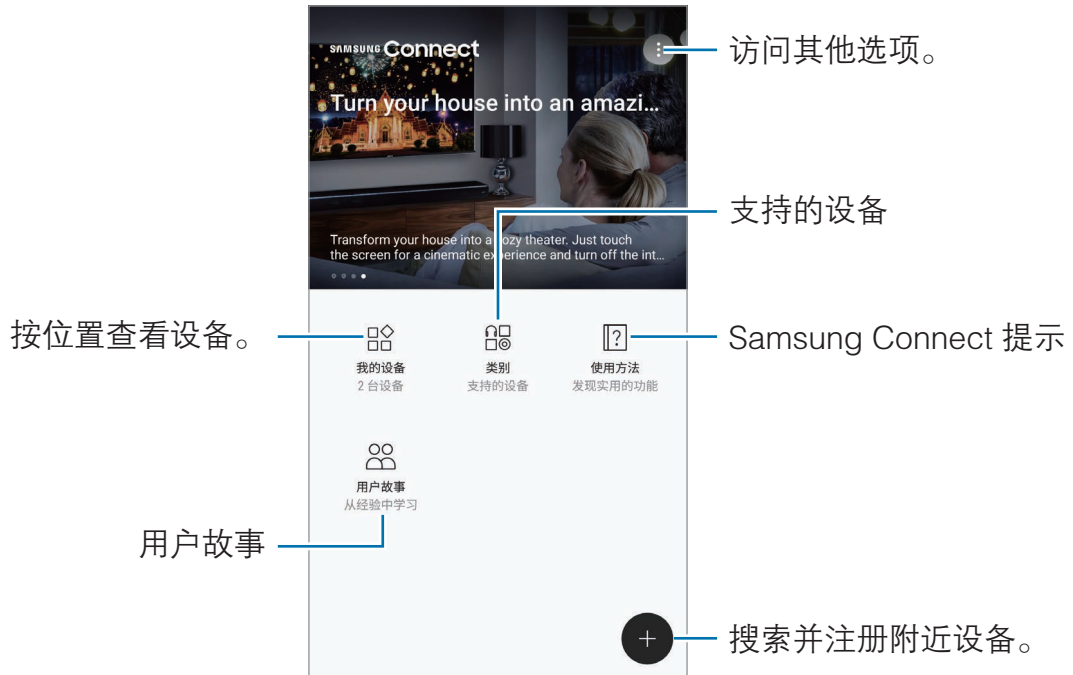 SAMSUNG Connect
访问其他选项。
Turn your house into an amazi...
支持的设备
Transform your house into a cozy theater. Just touch
the screen for a cinematic experience and turn off the int...
按位置查看设备。
Samsung Connect 提示
我的设备
2 台设备
类别
支持的设备
使用方法
发现实用的功能
用户故事
从经验中学习
用户故事
搜索并注册附近设备。